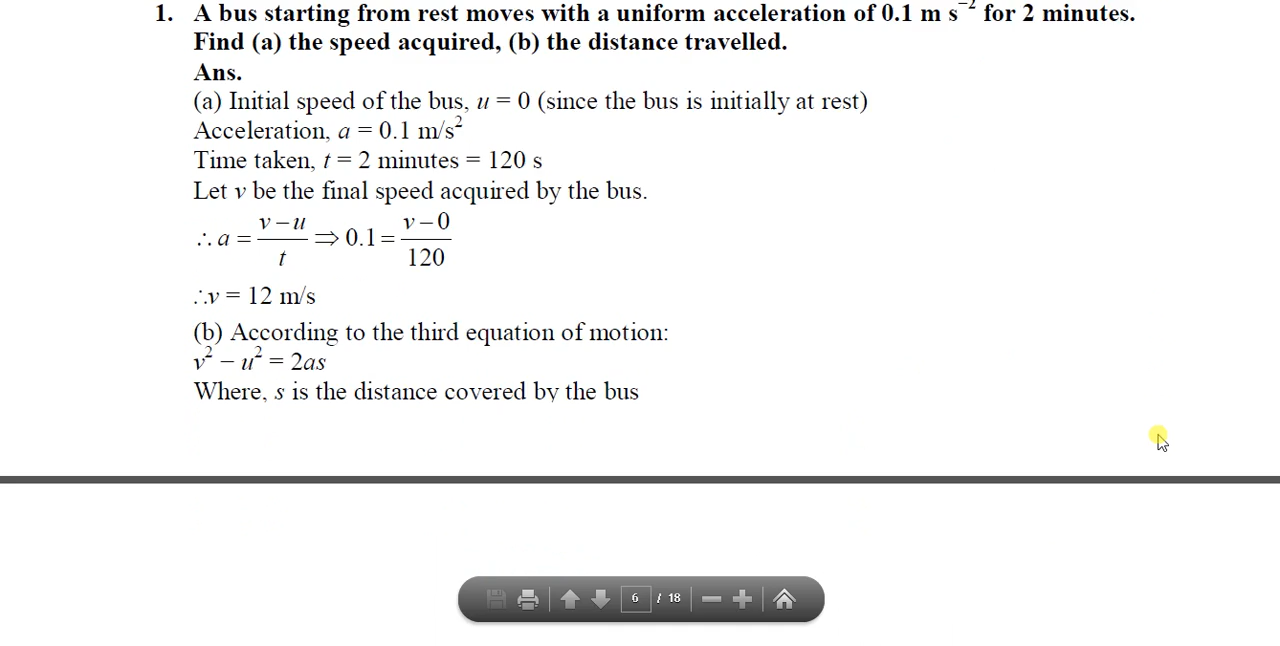 1. A bus starting from rest moves with a uniform acceleration of 0.1 m s⁻² for 2 minutes.
Find (a) the speed acquired, (b) the distance travelled.
Ans.
(a) Initial speed of the bus, u = 0 (since the bus is initially at rest)
Acceleration, a = 0.1 m/s²
Time taken, t = 2 minutes = 120 s
Let v be the final speed acquired by the bus.
∴ a = (v − u)/t ⇒ 0.1 = (v − 0)/120
∴ v = 12 m/s
(b) According to the third equation of motion:
v² − u² = 2as
Where, s is the distance covered by the bus
6 / 18